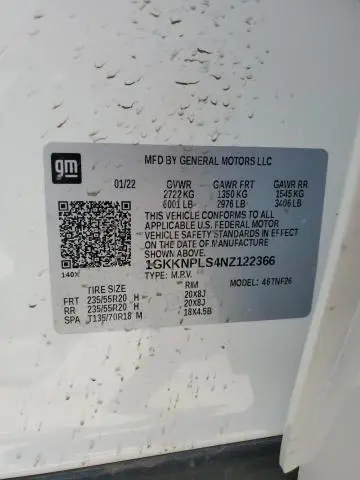 gm
MFD BY GENERAL MOTORS LLC
01/22 GVWR GAWR FRT GAWR RR
2722 KG 1350 KG 1545 KG
6001 LB 2976 LB 3406 LB
THIS VEHICLE CONFORMS TO ALL
APPLICABLE U.S. FEDERAL MOTOR
VEHICLE SAFETY STANDARDS IN EFFECT
ON THE DATE OF MANUFACTURE
SHOWN ABOVE.
1GKKNPLS4NZ122366
140X TYPE: M.P.V.
MODEL: 46TNF26
TIRE SIZE RIM
FRT 235/55R20 H 20X8J
RR 235/55R20 H 20X8J
SPA T135/70R18 M 18X4.5B